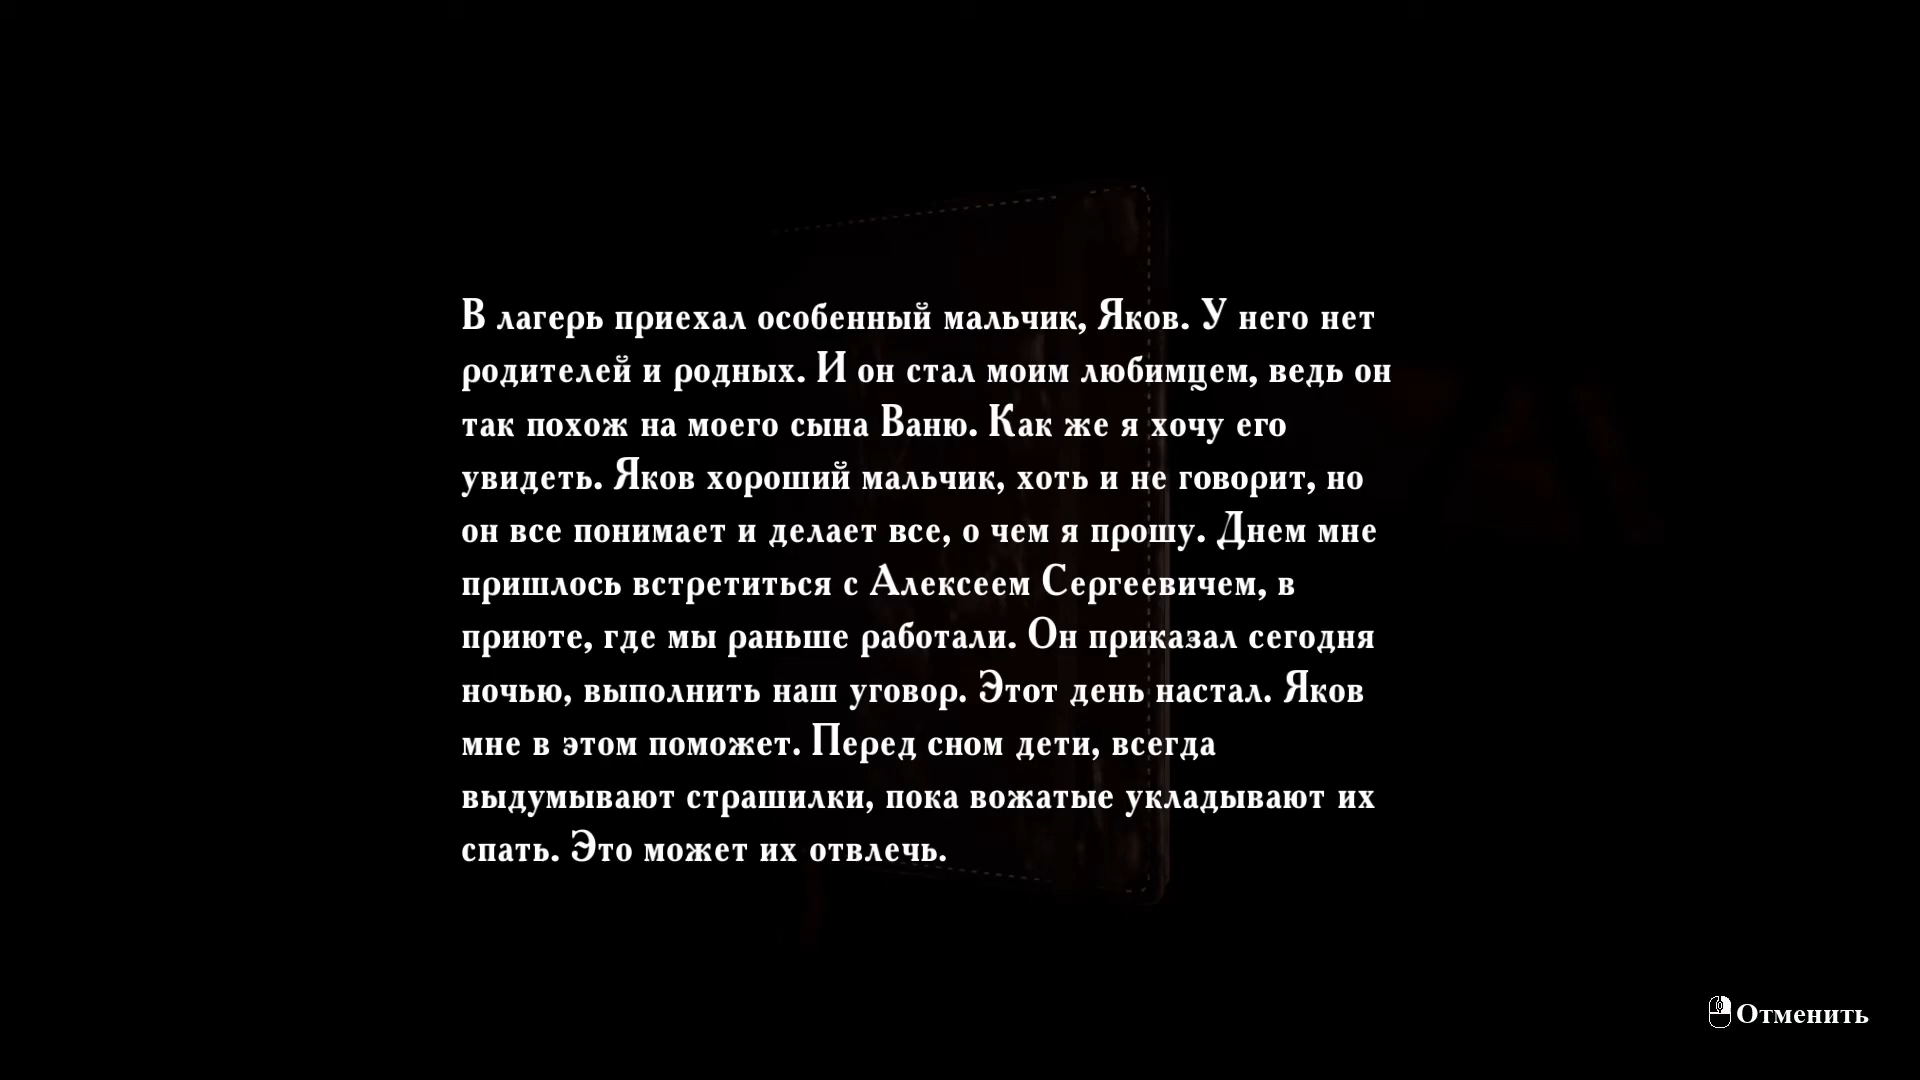 В лагерь приехал особенный мальчик, Яков. У него нет
родителей и родных. И он стал моим любимцем, ведь он
так похож на моего сына Ваню. Как же я хочу его
увидеть. Яков хороший мальчик, хоть и не говорит, но
он все понимает и делает все, о чем я прошу. Днем мне
пришлось встретиться с Алексеем Сергеевичем, в
приюте, где мы раньше работали. Он приказал сегодня
ночью, выполнить наш уговор. Этот день настал. Яков
мне в этом поможет. Перед сном дети, всегда
выдумывают страшилки, пока вожатые укладывают их
спать. Это может их отвлечь.
Отменить